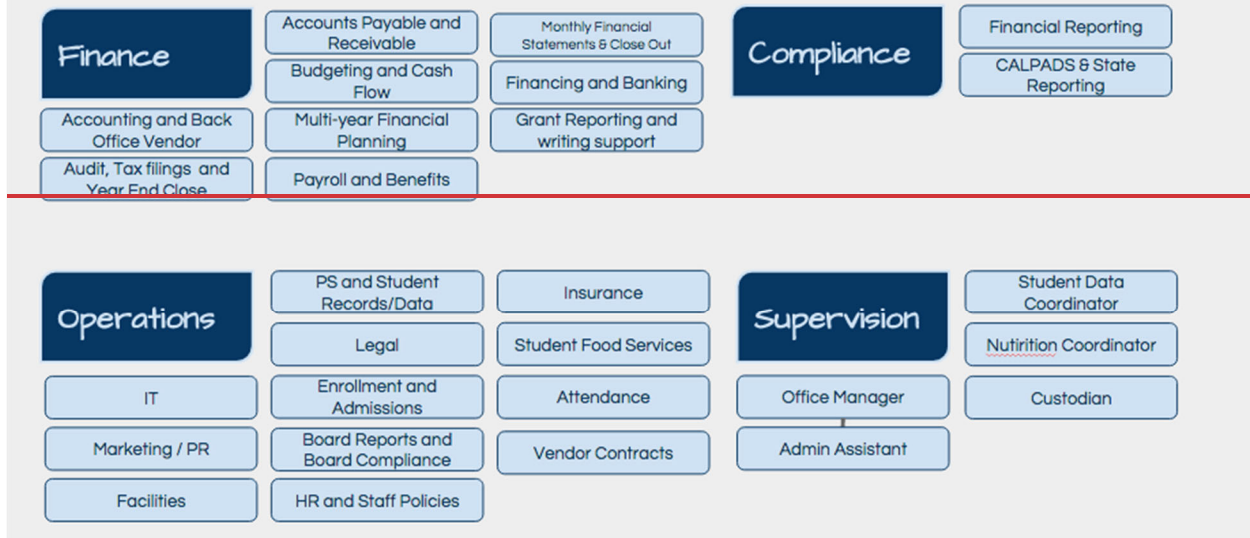 Finance
Accounting and Back
Office Vendor
Audit, Tax filings and
Year End Close
Accounts Payable and
Receivable
Budgeting and Cash
Flow
Multi-year Financial
Planning
Payroll and Benefits
Monthly Financial
Statements & Close Out
Financing and Banking
Grant Reporting and
writing support
Compliance
Financial Reporting
CALPADS & State
Reporting
Operations
IT
Marketing / PR
Facilities
PS and Student
Records/Data
Legal
Enrollment and
Admissions
Board Reports and
Board Compliance
HR and Staff Policies
Insurance
Student Food Services
Attendance
Vendor Contracts
Supervision
Office Manager
Admin Assistant
Student Data
Coordinator
Nutirition Coordinator
Custodian